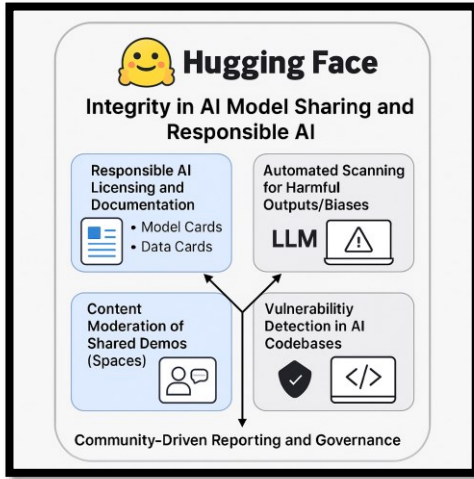 Hugging Face
Integrity in AI Model Sharing and
Responsible AI
Responsible AI
Licensing and
Documentation
• Model Cards
• Data Cards
Automated Scanning
for Harmful
Outputs/Biases
LLM
Content
Moderation of
Shared Demos
(Spaces)
Vulnerabilitiy
Detection in AI
Codebases
</>
Community-Driven Reporting and Governance